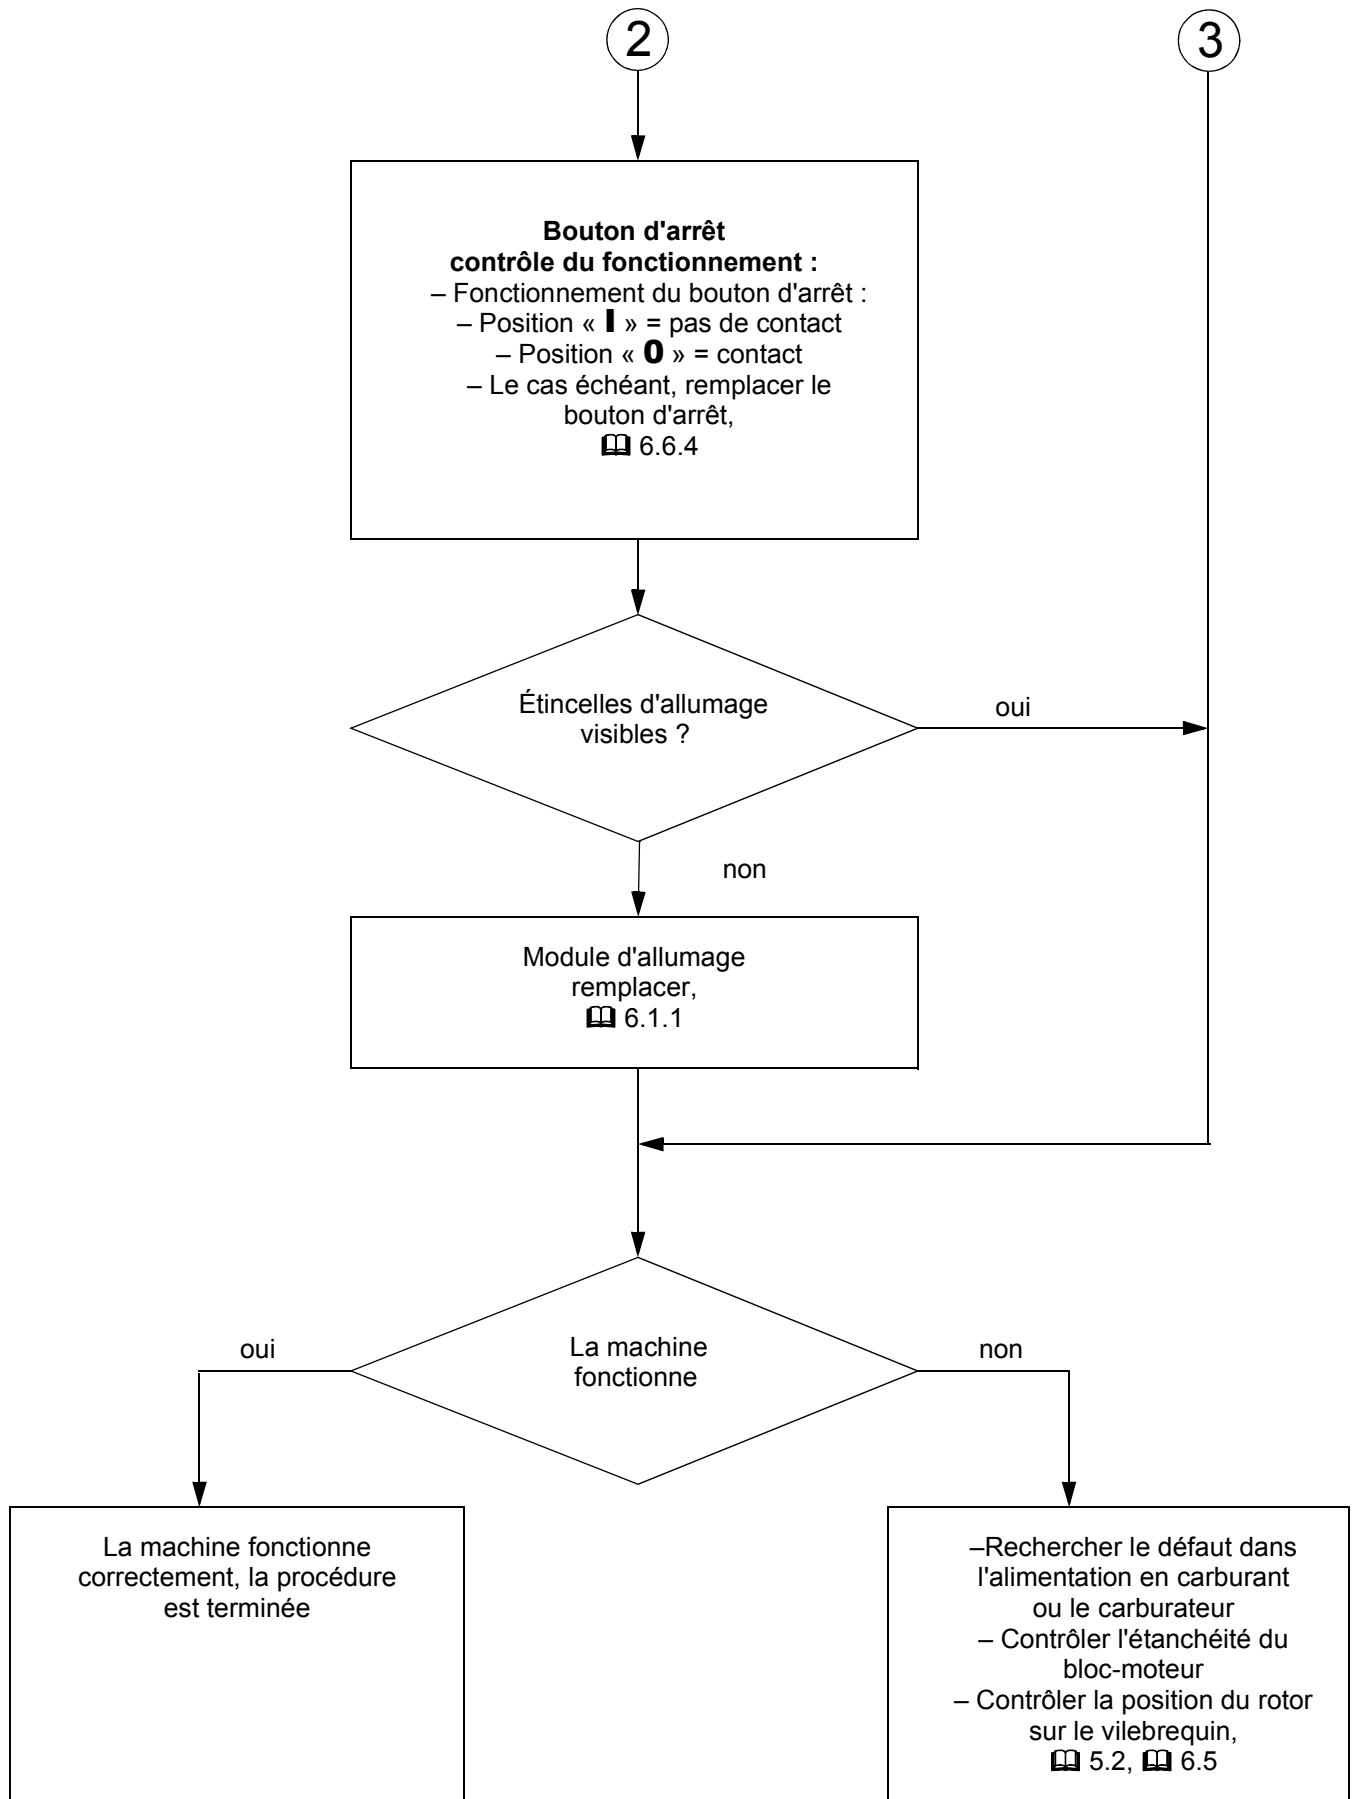 2
3
Bouton d'arrêt
contrôle du fonctionnement :
– Fonctionnement du bouton d'arrêt :
– Position « I » = pas de contact
– Position « 0 » = contact
– Le cas échéant, remplacer le
bouton d'arrêt,
6.6.4
Étincelles d'allumage
visibles ?
oui
non
Module d'allumage
remplacer,
6.1.1
oui
La machine
fonctionne
non
La machine fonctionne
correctement, la procédure
est terminée
–Rechercher le défaut dans
l'alimentation en carburant
ou le carburateur
– Contrôler l'étanchéité du
bloc-moteur
– Contrôler la position du rotor
sur le vilebrequin,
5.2, 6.5